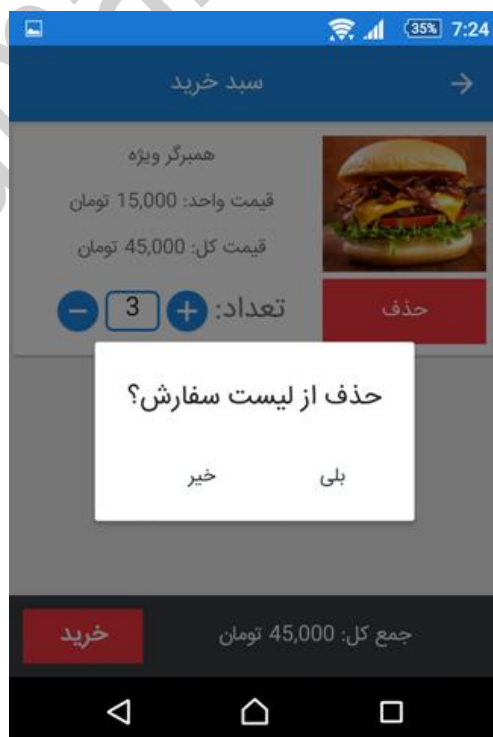 35% 7:24
سبد خرید
همبرگر ویژه
قیمت واحد: 15,000 تومان
قیمت کل: 45,000 تومان
تعداد: + 3 −
حذف
حذف از لیست سفارش؟
بلی
خیر
جمع کل: 45,000 تومان
خرید